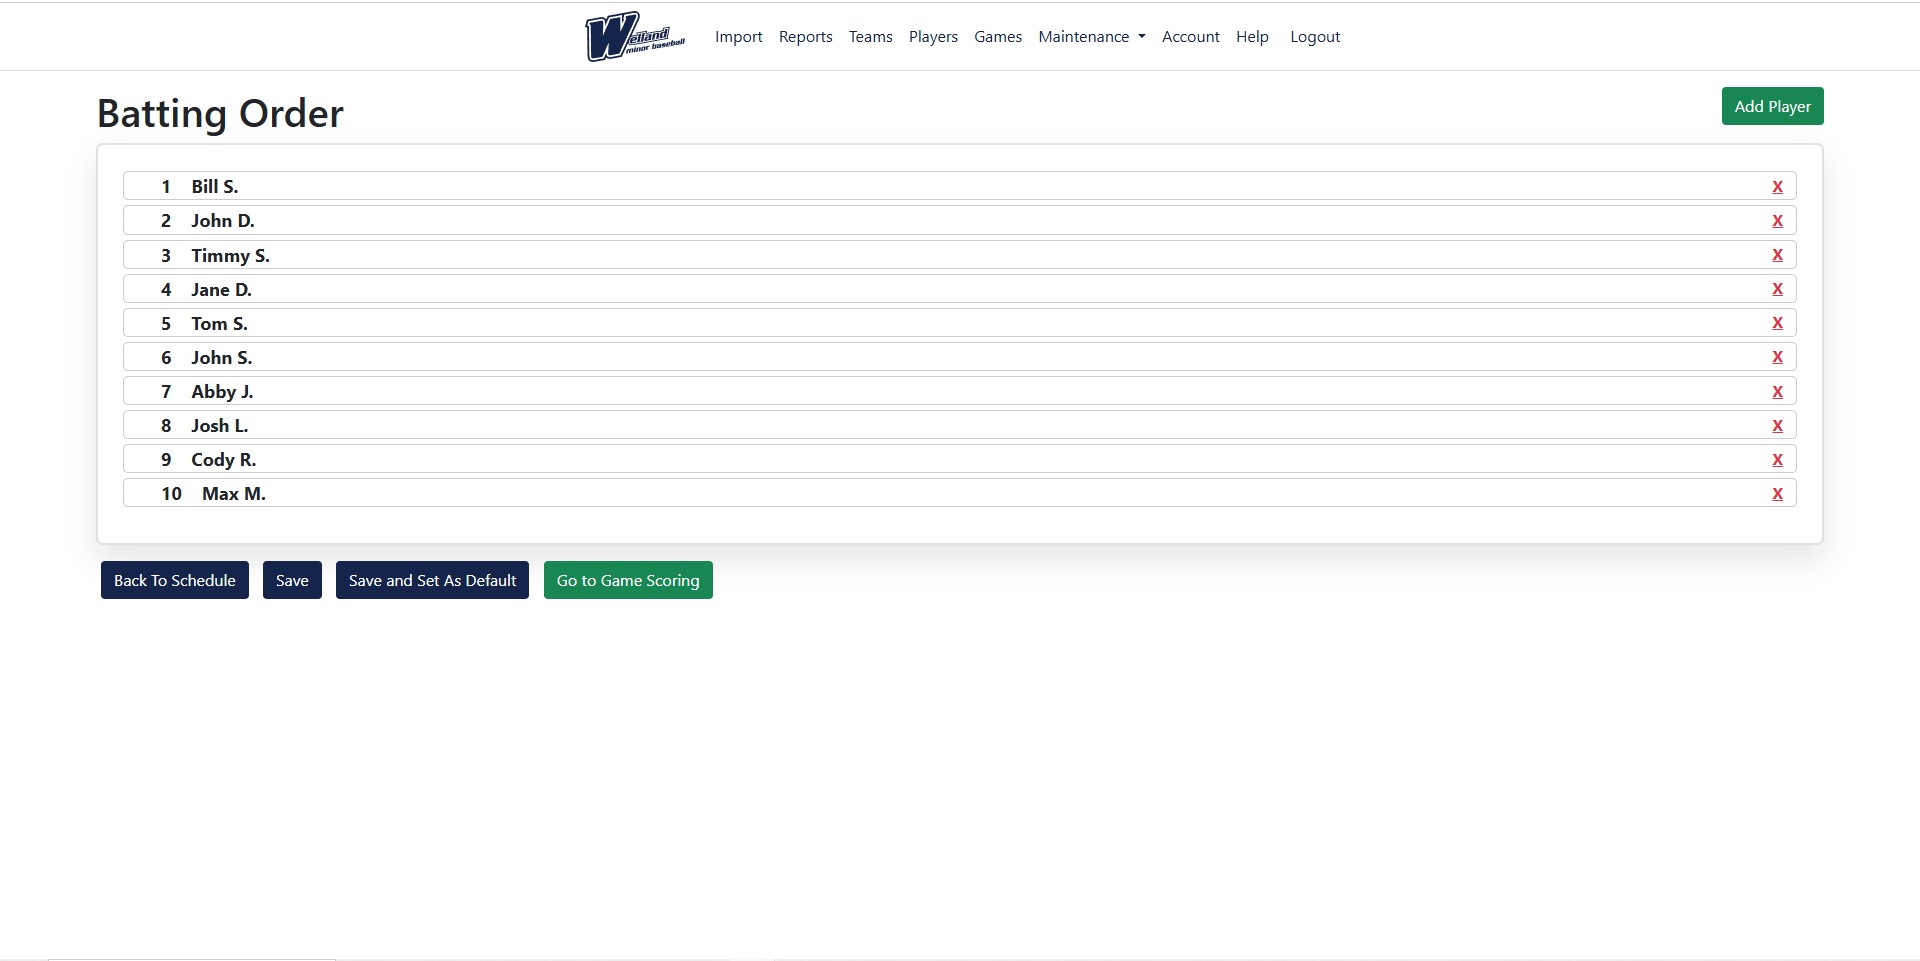 Welland
minor baseball
Import Reports Teams Players Games Maintenance Account Help Logout
Batting Order
Add Player
1 Bill S. X
2 John D. X
3 Timmy S. X
4 Jane D. X
5 Tom S. X
6 John S. X
7 Abby J. X
8 Josh L. X
9 Cody R. X
10 Max M. X
Back To Schedule Save Save and Set As Default Go to Game Scoring